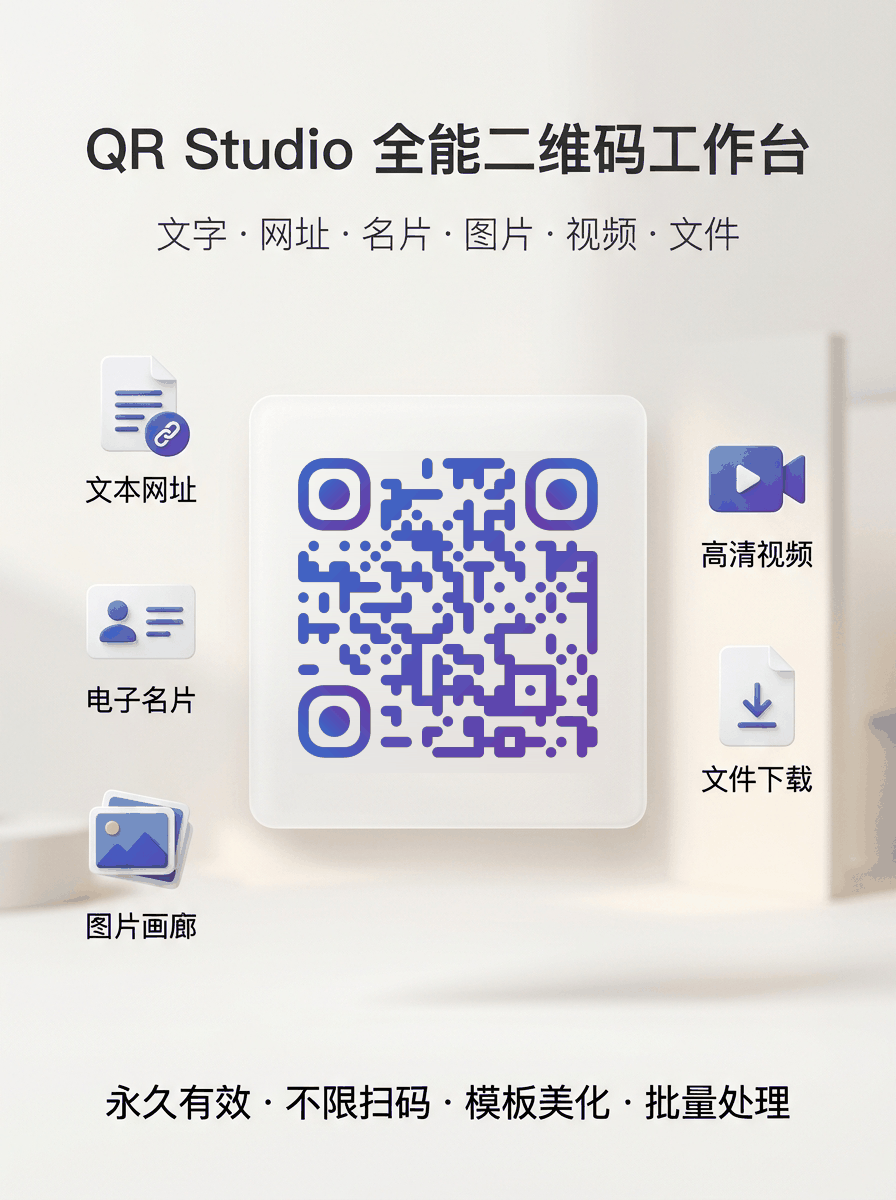 QR Studio 全能二维码工作台
文字 · 网址 · 名片 · 图片 · 视频 · 文件
文本网址
电子名片
图片画廊
高清视频
文件下载
永久有效 · 不限扫码 · 模板美化 · 批量处理